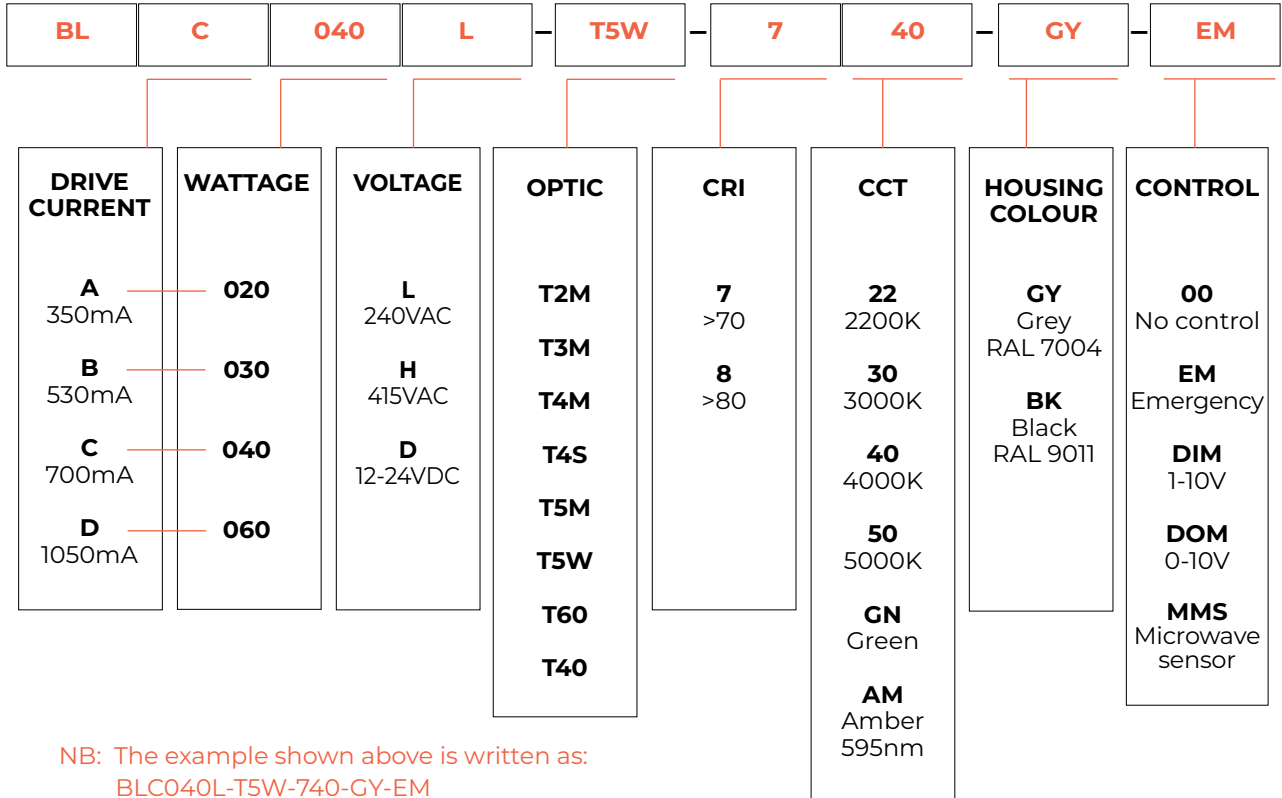 BL C 040 L – T5W – 7 40 – GY – EM
DRIVE
CURRENT
A
350mA
B
530mA
C
700mA
D
1050mA
WATTAGE
020
030
040
060
VOLTAGE
L
240VAC
H
415VAC
D
12-24VDC
OPTIC
T2M
T3M
T4M
T4S
T5M
T5W
T60
T40
CRI
7
>70
8
>80
CCT
22
2200K
30
3000K
40
4000K
50
5000K
GN
Green
AM
Amber
595nm
HOUSING
COLOUR
GY
Grey
RAL 7004
BK
Black
RAL 9011
CONTROL
00
No control
EM
Emergency
DIM
1-10V
DOM
0-10V
MMS
Microwave
sensor
NB: The example shown above is written as:
BLC040L-T5W-740-GY-EM